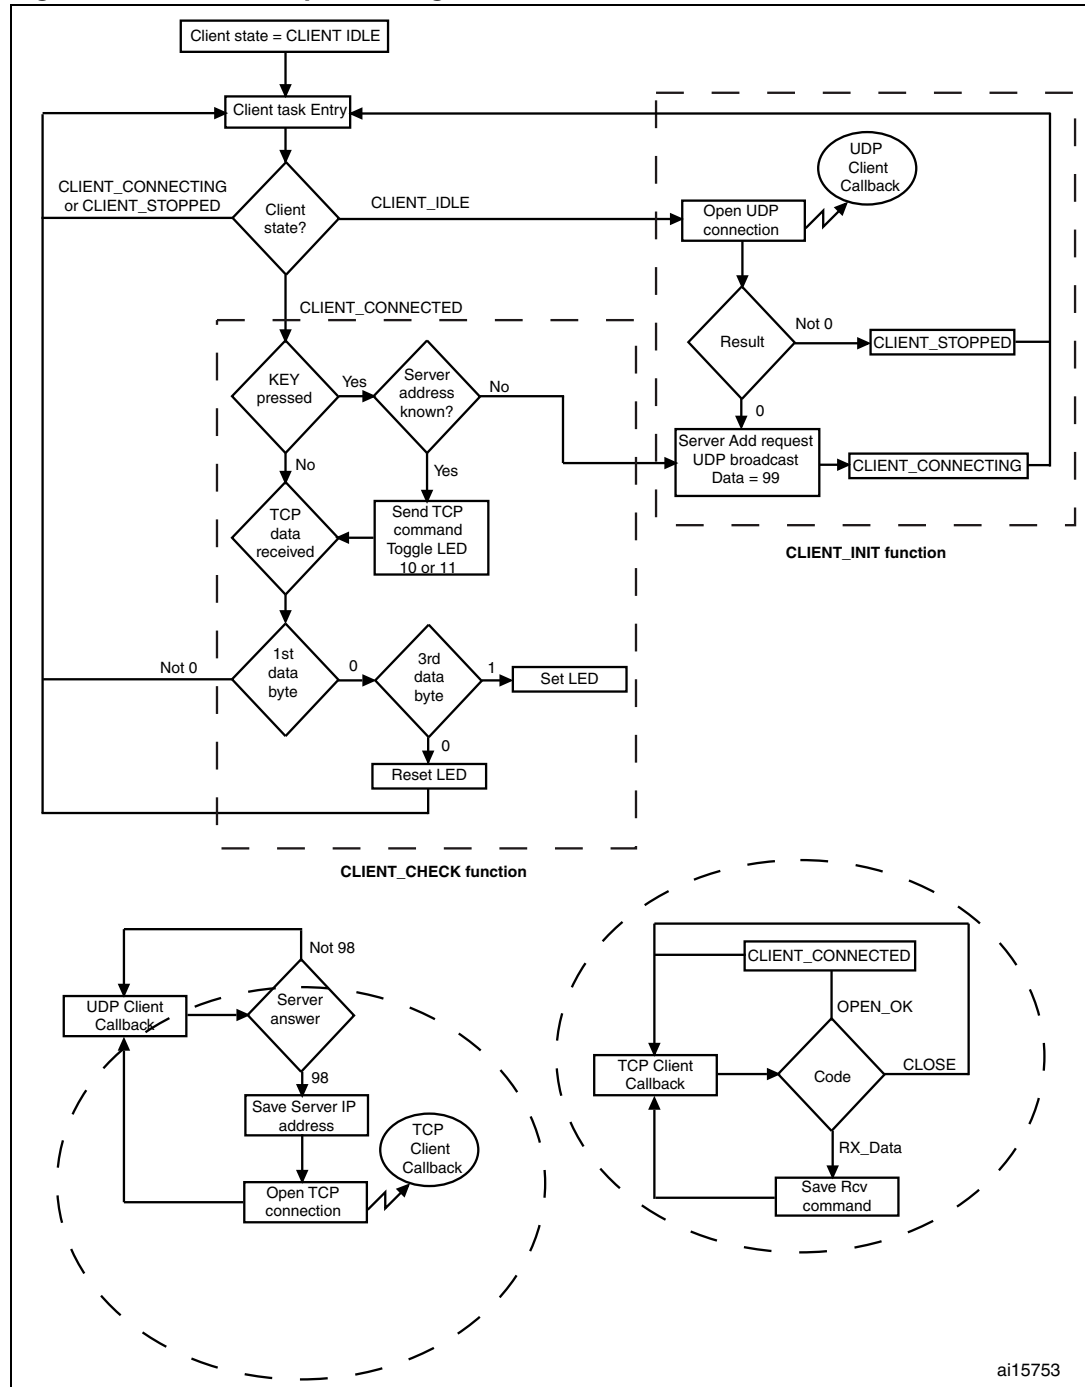 Client state = CLIENT IDLE
Client task Entry
CLIENT_CONNECTING
or CLIENT_STOPPED
Client
state?
CLIENT_IDLE
Open UDP
connection
UDP
Client
Callback
CLIENT_CONNECTED
Result
Not 0
CLIENT_STOPPED
0
KEY
pressed
Yes
Server
address
known?
No
Server Add request
UDP broadcast
Data = 99
CLIENT_CONNECTING
No
Yes
TCP
data
received
Send TCP
command
Toggle LED
10 or 11
CLIENT_INIT function
Not 0
1st
data
byte
0
3rd
data
byte
1
Set LED
0
Reset LED
CLIENT_CHECK function
Not 98
UDP Client
Callback
Server
answer
98
Save Server IP
address
TCP
Client
Callback
Open TCP
connection
CLIENT_CONNECTED
OPEN_OK
TCP Client
Callback
Code
CLOSE
RX_Data
Save Rcv
command
ai15753